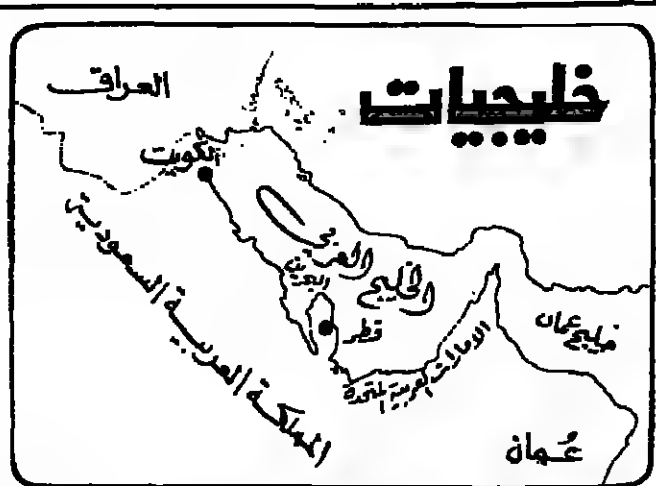 خليجيات
العراق
الكويت
الخليج العربي
البحرين
قطر
المملكة العربية السعودية
الامارات العربية المتحدة
خليج عمان
عُمان